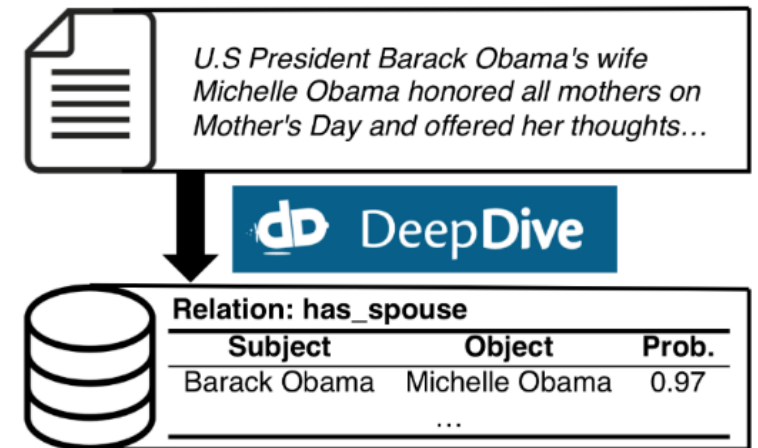 U.S President Barack Obama's wife
Michelle Obama honored all mothers on
Mother's Day and offered her thoughts...
dD DeepDive
Relation: has_spouse
Subject Object Prob.
Barack Obama Michelle Obama 0.97
...